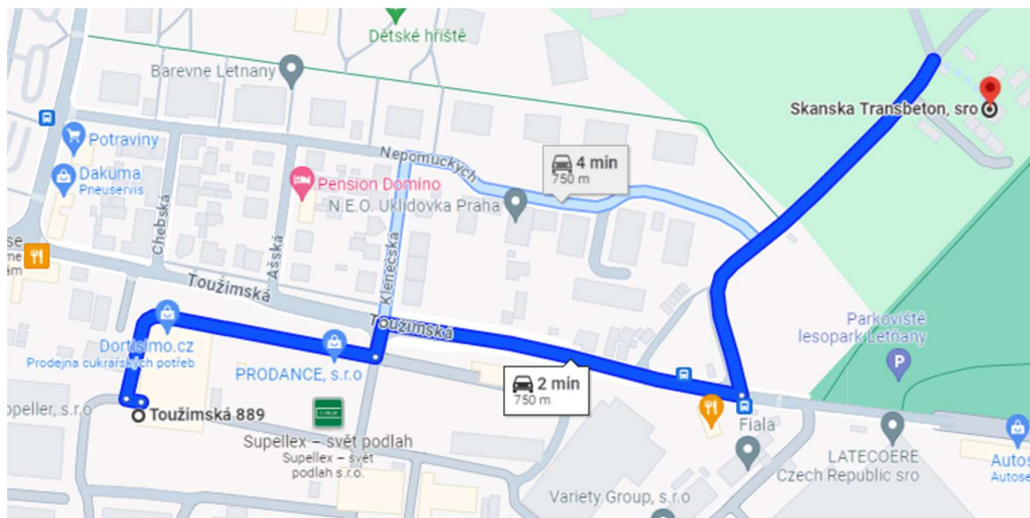 Dětské hřiště
Barevne Letnany
Skanska Transbeton, sro
Potraviny
Nepomuckých
4 min
750 m
Dakuma
Pneuservis
Pension Domino
N.E.O. Uklidovka Praha
Chebská
Ašská
Klenečská
Toužimská
Toužimská
Parkoviště
lesopark Letňany
P
Dortisimo.cz
Prodejna cukrářských potřeb
PRODANCE, s.r.o
2 min
750 m
opeller, s.r.o
Toužimská 889
Supellex – svět podlah
Supellex – svět
podlah s.r.o.
Fiala
LATECOERE
Czech Republic sro
Variety Group, s.r.o
Autos
Autose